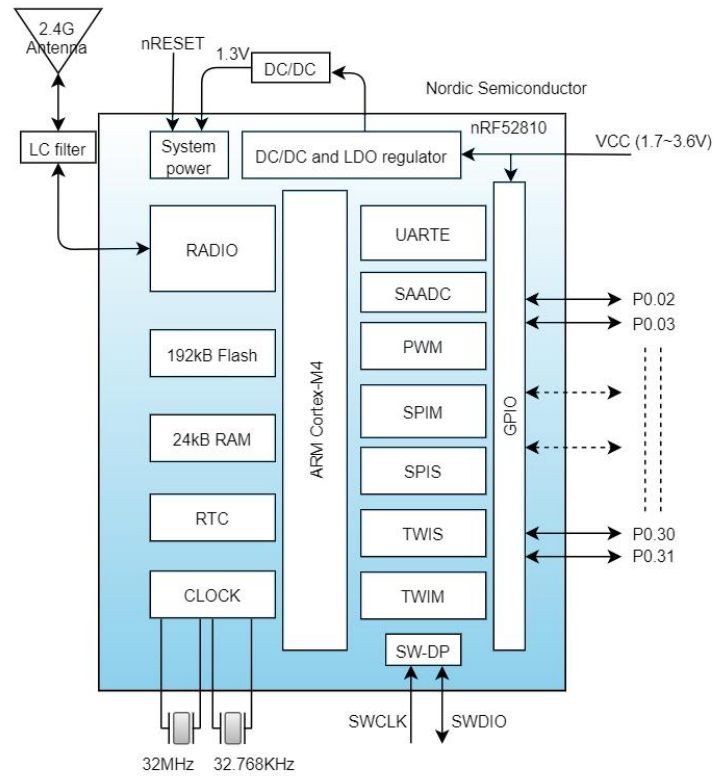 2.4G
Antenna
nRESET
1.3V
DC/DC
Nordic Semiconductor
LC filter
System
power
DC/DC and LDO regulator
nRF52810
VCC (1.7~3.6V)
RADIO
UARTE
SAADC
P0.02
P0.03
192kB Flash
PWM
ARM Cortex-M4
SPIM
GPIO
24kB RAM
SPIS
RTC
TWIS
P0.30
P0.31
CLOCK
TWIM
SW-DP
SWCLK
SWDIO
32MHz
32.768KHz